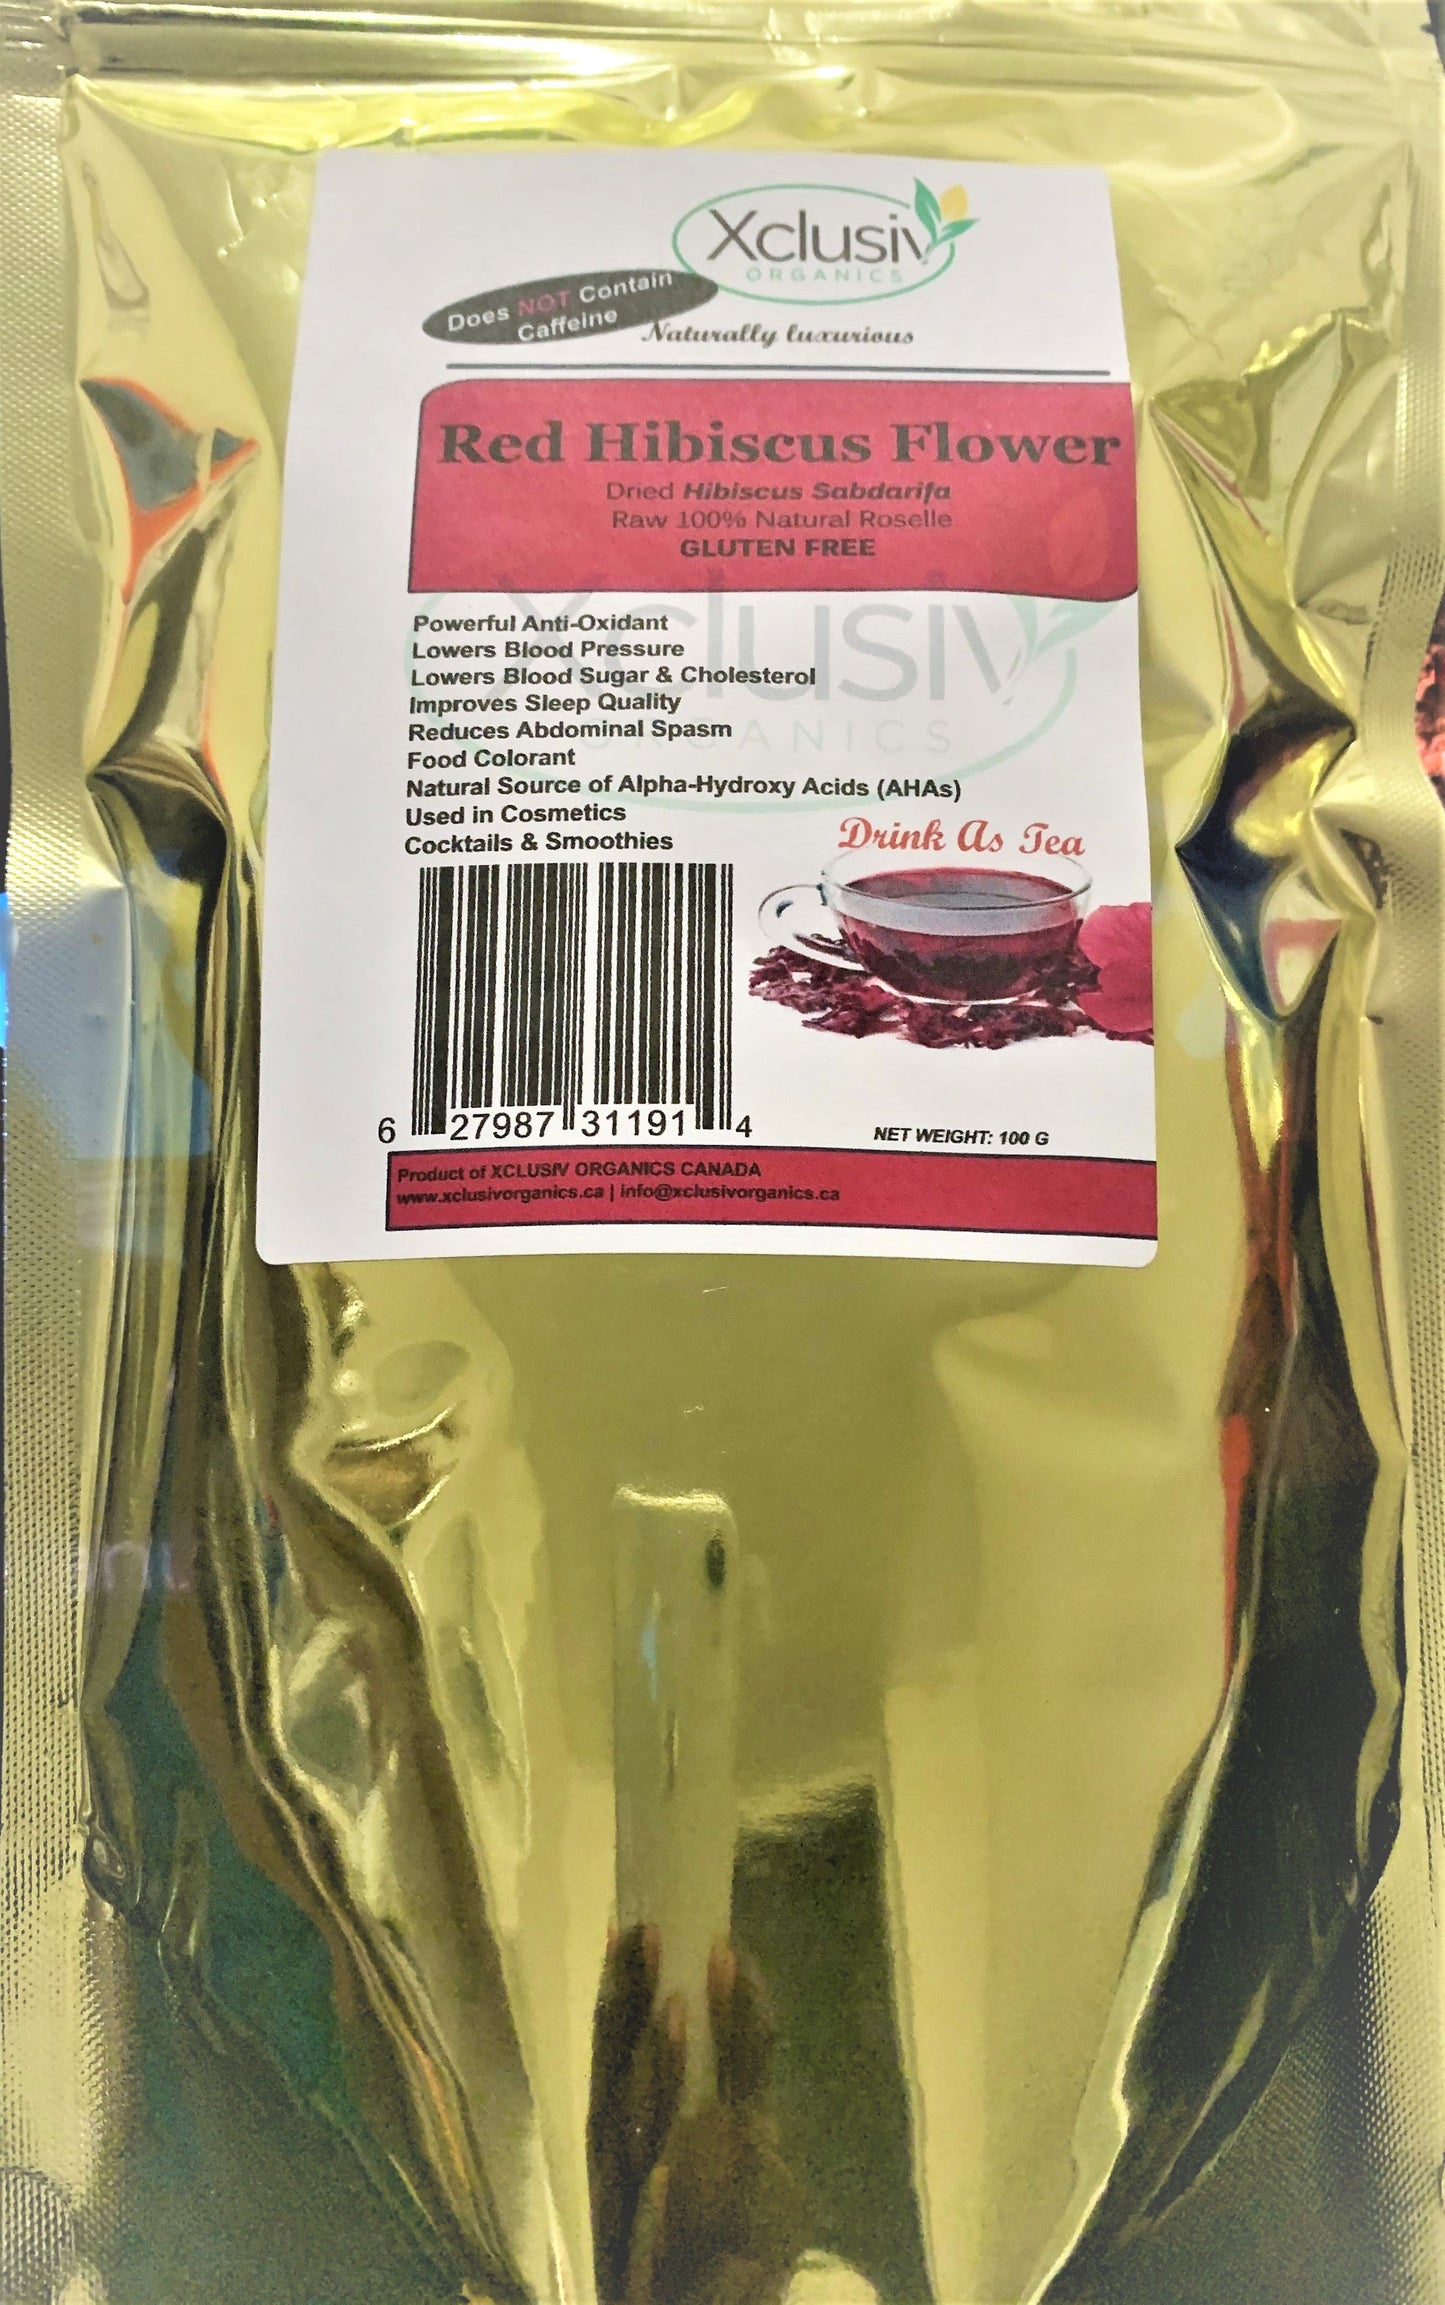 Xclusiv
ORGANICS
Does NOT Contain
Caffeine
Naturally luxurious
Red Hibiscus Flower
Dried Hibiscus Sabdarifa
Raw 100% Natural Roselle
GLUTEN FREE
Xclusiv
ORGANICS
Powerful Anti-Oxidant
Lowers Blood Pressure
Lowers Blood Sugar & Cholesterol
Improves Sleep Quality
Reduces Abdominal Spasm
Food Colorant
Natural Source of Alpha-Hydroxy Acids (AHAs)
Used in Cosmetics
Cocktails & Smoothies
Drink As Tea
6 27987 31191 4
NET WEIGHT: 100 G
Product of XCLUSIV ORGANICS CANADA
www.xclusivorganics.ca | info@xclusivorganics.ca